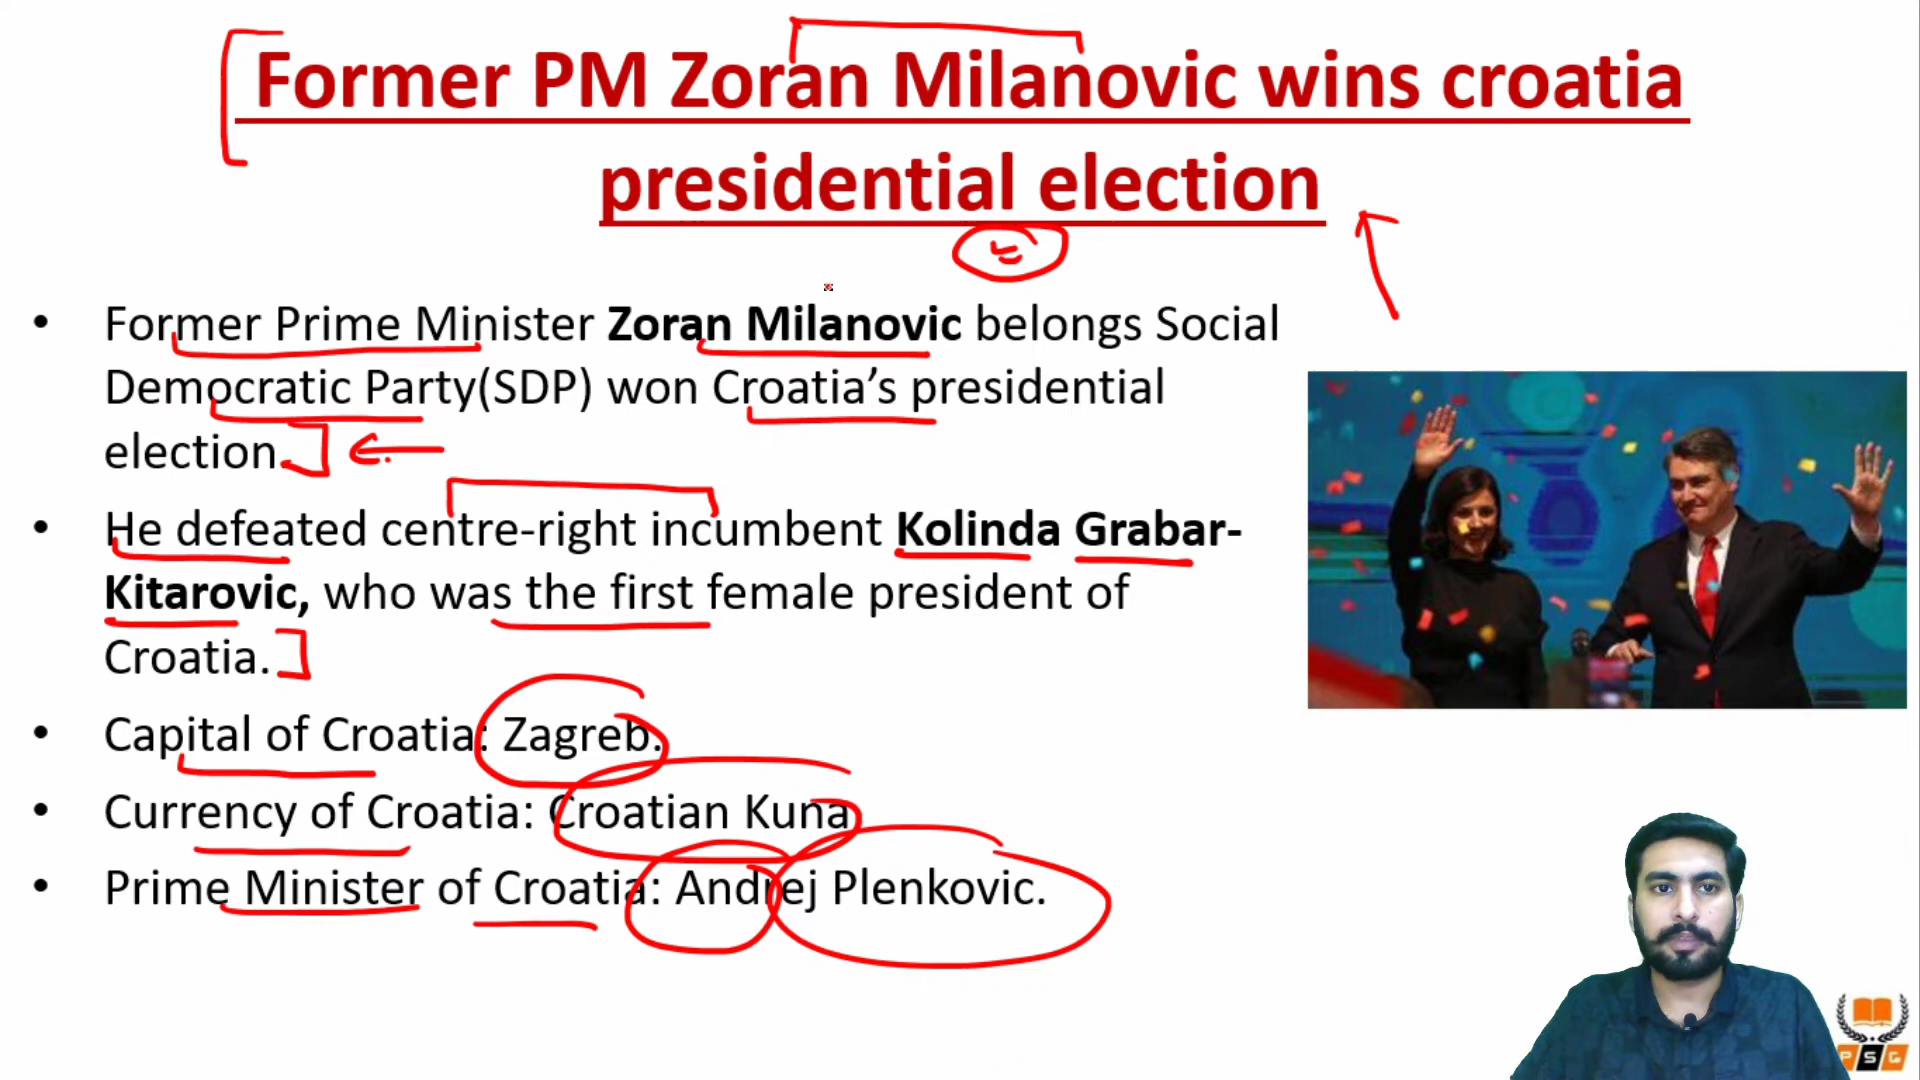 Former PM Zoran Milanovic wins croatia
presidential election
• Former Prime Minister Zoran Milanovic belongs Social
Democratic Party(SDP) won Croatia’s presidential
election.
• He defeated centre-right incumbent Kolinda Grabar-
Kitarovic, who was the first female president of
Croatia.
• Capital of Croatia: Zagreb.
• Currency of Croatia: Croatian Kuna
• Prime Minister of Croatia: Andrej Plenkovic.
PSG